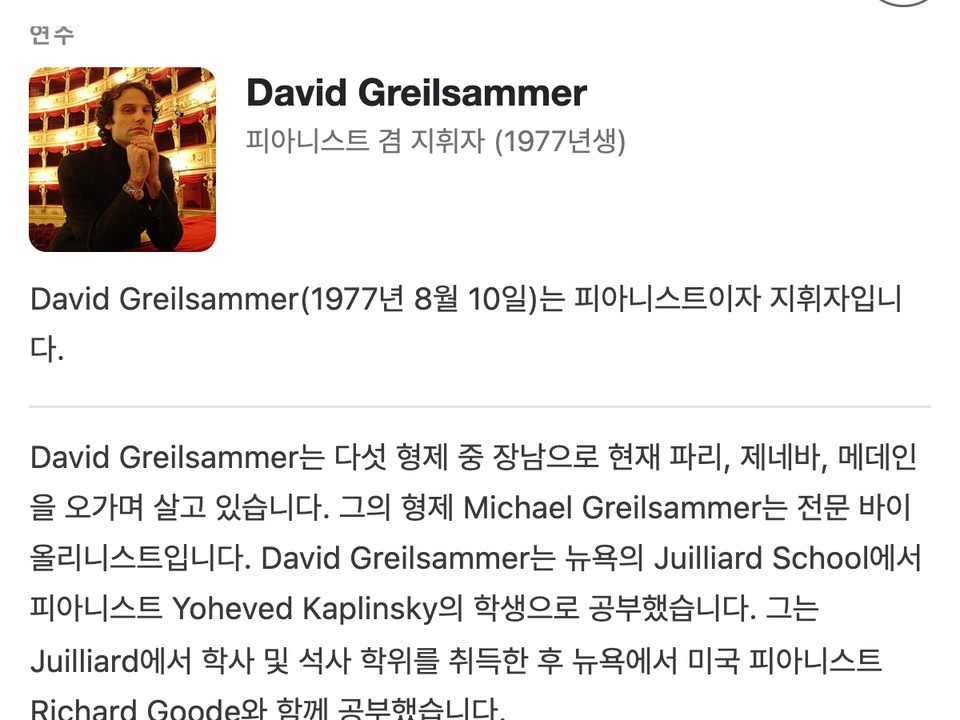 연주
David Greilsammer
피아니스트 겸 지휘자 (1977년생)
David Greilsammer(1977년 8월 10일)는 피아니스트이자 지휘자입니
다.
David Greilsammer는 다섯 형제 중 장남으로 현재 파리, 제네바, 메데인
을 오가며 살고 있습니다. 그의 형제 Michael Greilsammer는 전문 바이
올리니스트입니다. David Greilsammer는 뉴욕의 Juilliard School에서
피아니스트 Yoheved Kaplinsky의 학생으로 공부했습니다. 그는
Juilliard에서 학사 및 석사 학위를 취득한 후 뉴욕에서 미국 피아니스트
Richard Goode와 함께 공부했습니다.